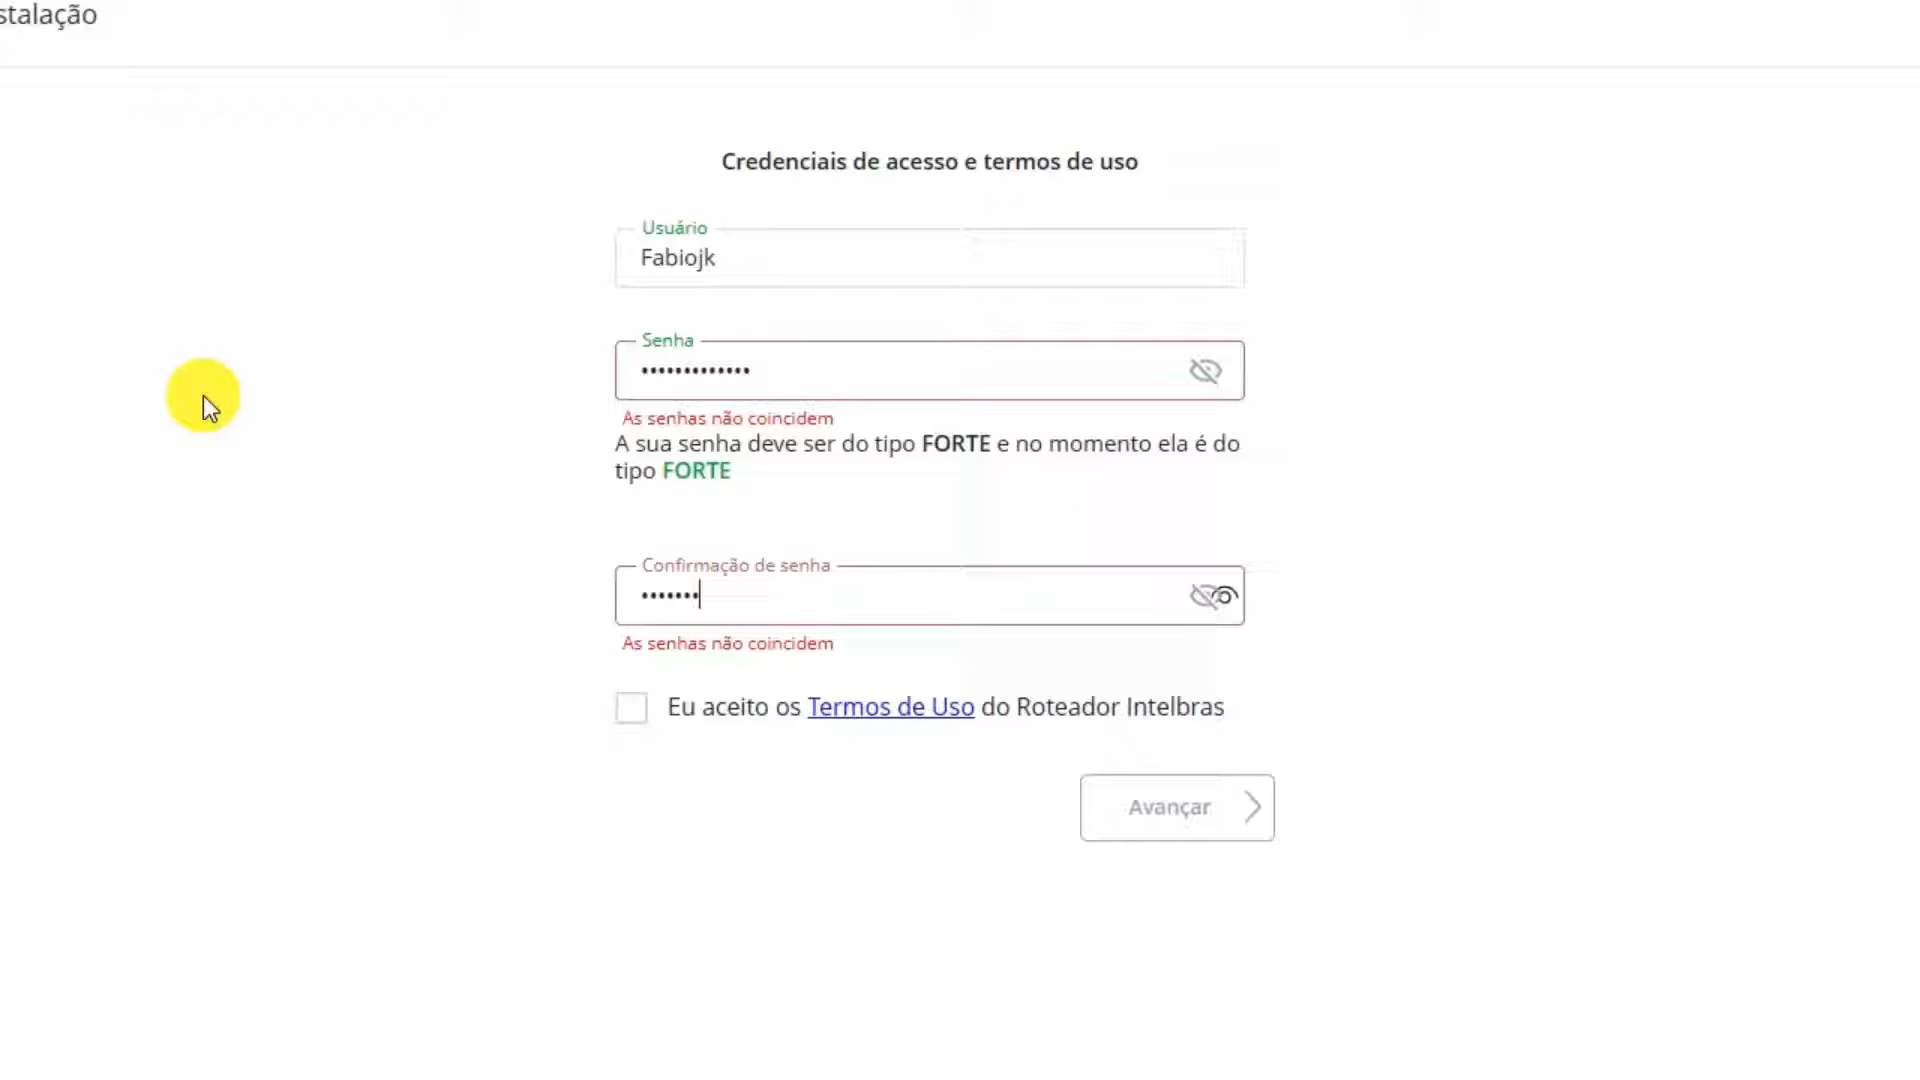 stalação
Credenciais de acesso e termos de uso
Usuário
Fabiojk
Senha
•••••••••••••
As senhas não coincidem
A sua senha deve ser do tipo FORTE e no momento ela é do
tipo FORTE
Confirmação de senha
•••••••
As senhas não coincidem
Eu aceito os Termos de Uso do Roteador Intelbras
Avançar